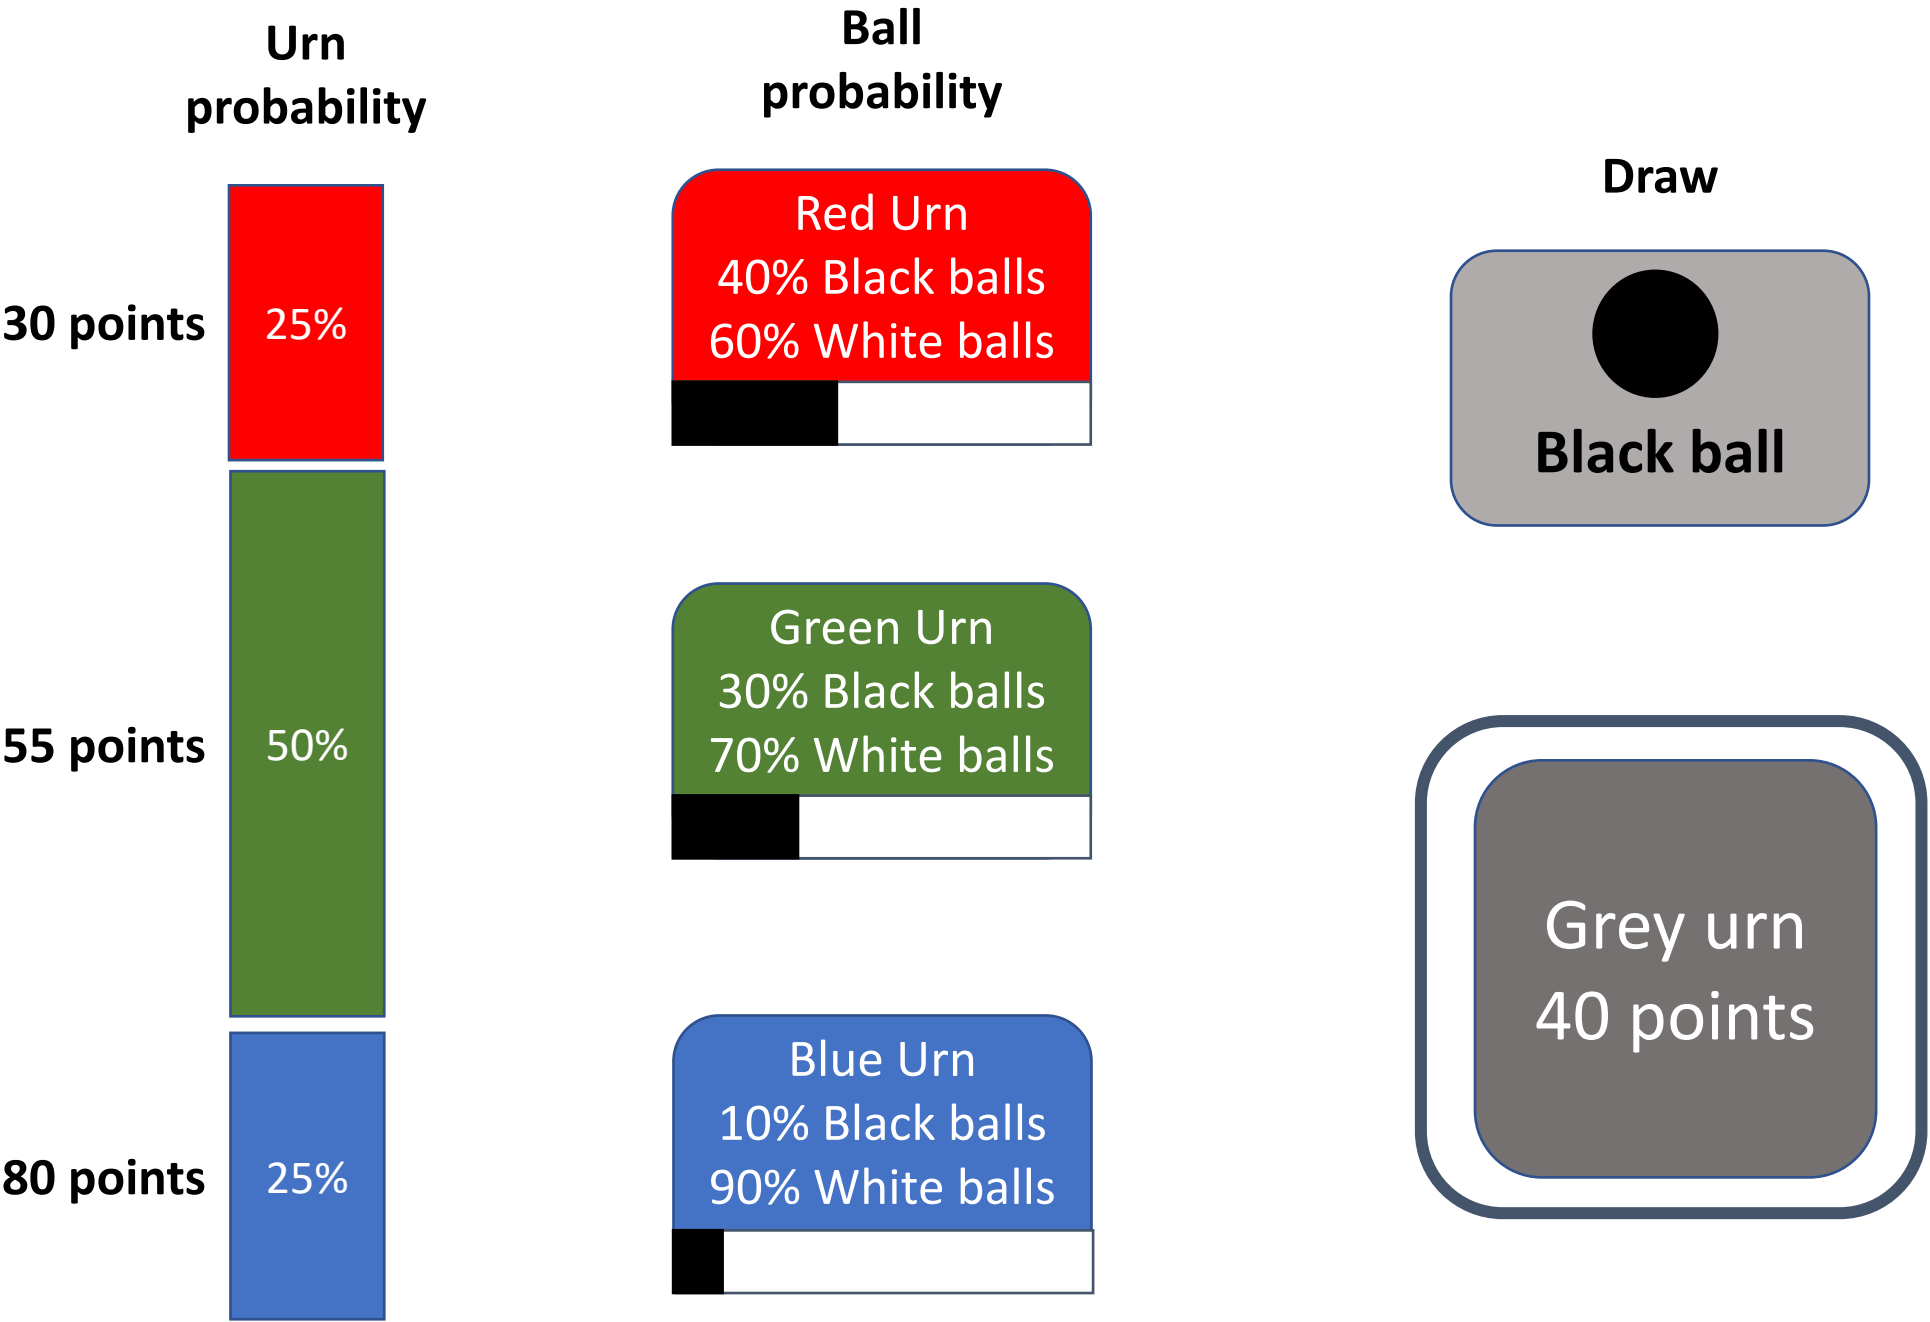 Urn
probability
30 points
25%
55 points
50%
80 points
25%
Ball
probability
Red Urn
40% Black balls
60% White balls
Green Urn
30% Black balls
70% White balls
Blue Urn
10% Black balls
90% White balls
Draw
Black ball
Grey urn
40 points